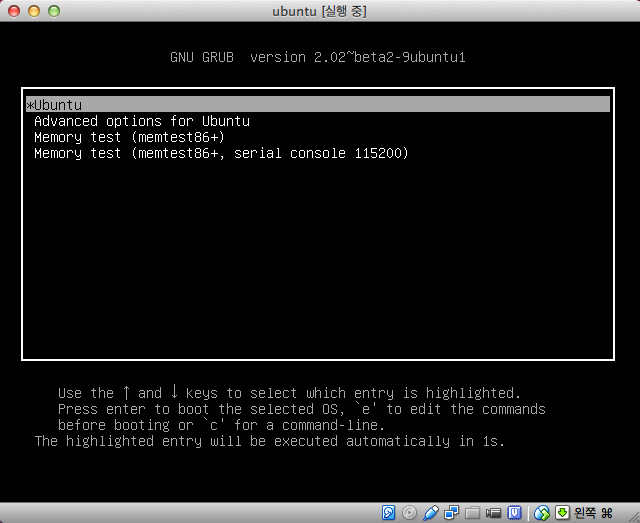 ubuntu [실행 중]
GNU GRUB  version 2.02~beta2-9ubuntu1
*Ubuntu
Advanced options for Ubuntu
Memory test (memtest86+)
Memory test (memtest86+, serial console 115200)
Use the ↑ and ↓ keys to select which entry is highlighted.
Press enter to boot the selected OS, `e' to edit the commands
before booting or `c' for a command-line.
The highlighted entry will be executed automatically in 1s.
왼쪽 ⌘